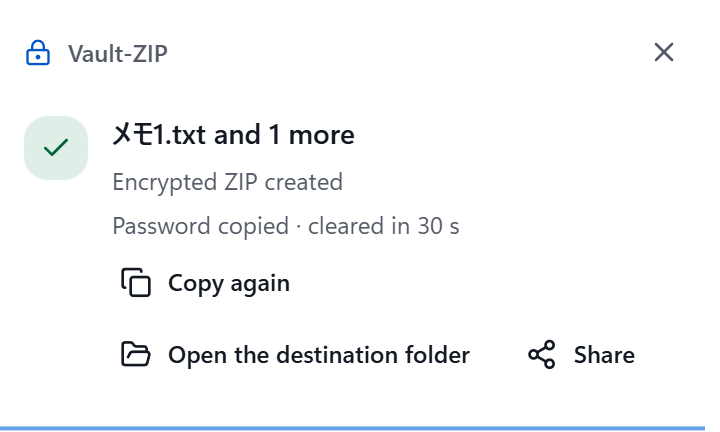 Vault-ZIP
メモ1.txt and 1 more
Encrypted ZIP created
Password copied · cleared in 30 s
Copy again
Open the destination folder
Share